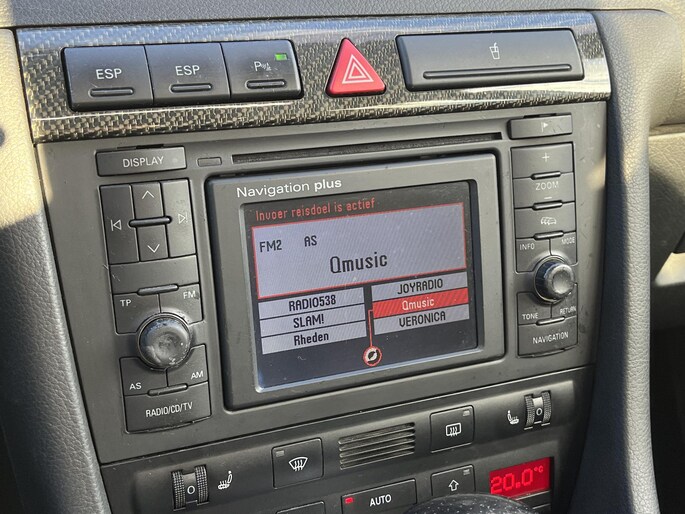 ESP
ESP
P
DISPLAY
Navigation plus
Invoer reisdoel is actief
FM2 AS
Qmusic
RADIO538
SLAM!
Rheden
JOYRADIO
Qmusic
VERONICA
TP
FM
AS
AM
RADIO/CD/TV
ZOOM
INFO
MODE
TONE
RETURN
NAVIGATION
AUTO
20.0°C